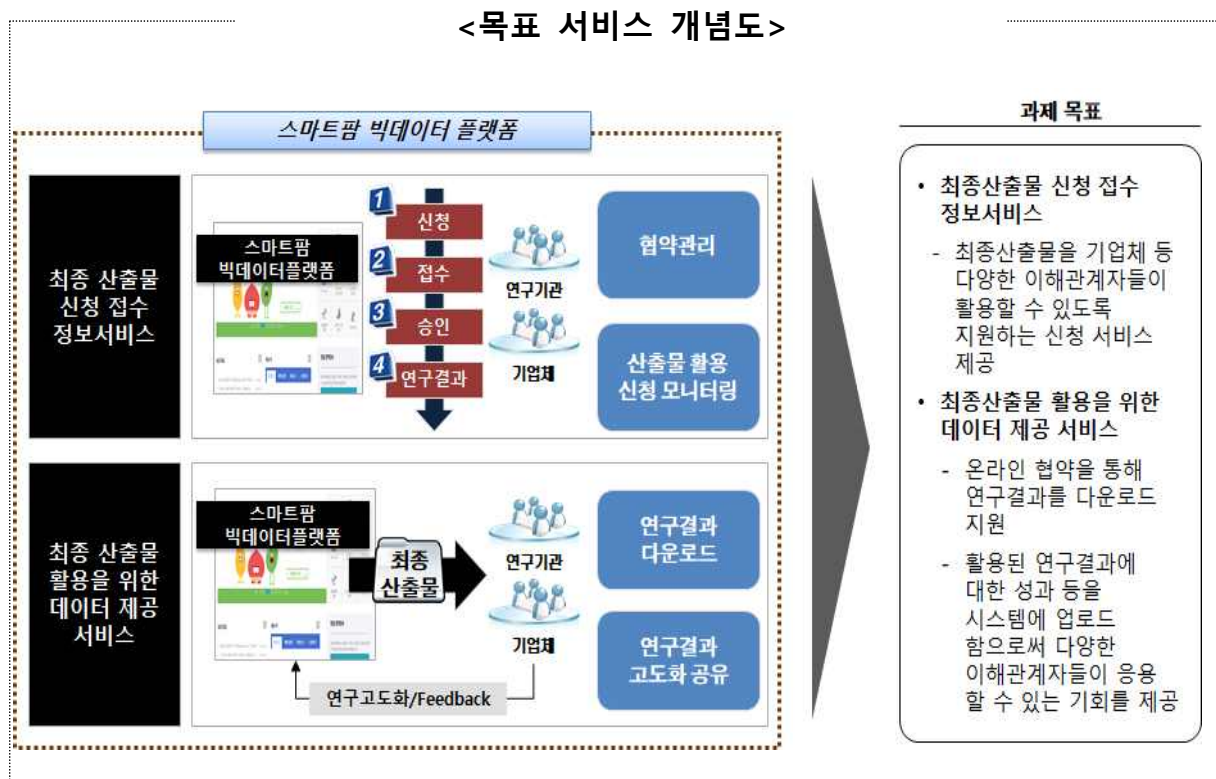 <목표 서비스 개념도>
스마트팜 빅데이터 플랫폼
최종 산출물
신청 접수
정보서비스
스마트팜
빅데이터플랫폼
1
신청
2
접수
3
승인
4
연구결과
연구기관
기업체
협약관리
산출물 활용
신청 모니터링
최종 산출물
활용을 위한
데이터 제공
서비스
스마트팜
빅데이터플랫폼
최종
산출물
연구기관
기업체
연구고도화/Feedback
연구결과
다운로드
연구결과
고도화 공유
과제 목표
• 최종산출물 신청 접수
정보서비스
- 최종산출물을 기업체 등
다양한 이해관계자들이
활용할 수 있도록
지원하는 신청 서비스
제공
• 최종산출물 활용을 위한
데이터 제공 서비스
- 온라인 협약을 통해
연구결과를 다운로드
지원
- 활용된 연구결과에
대한 성과 등을
시스템에 업로드
함으로써 다양한
이해관계자들이 응용
할 수 있는 기회를 제공